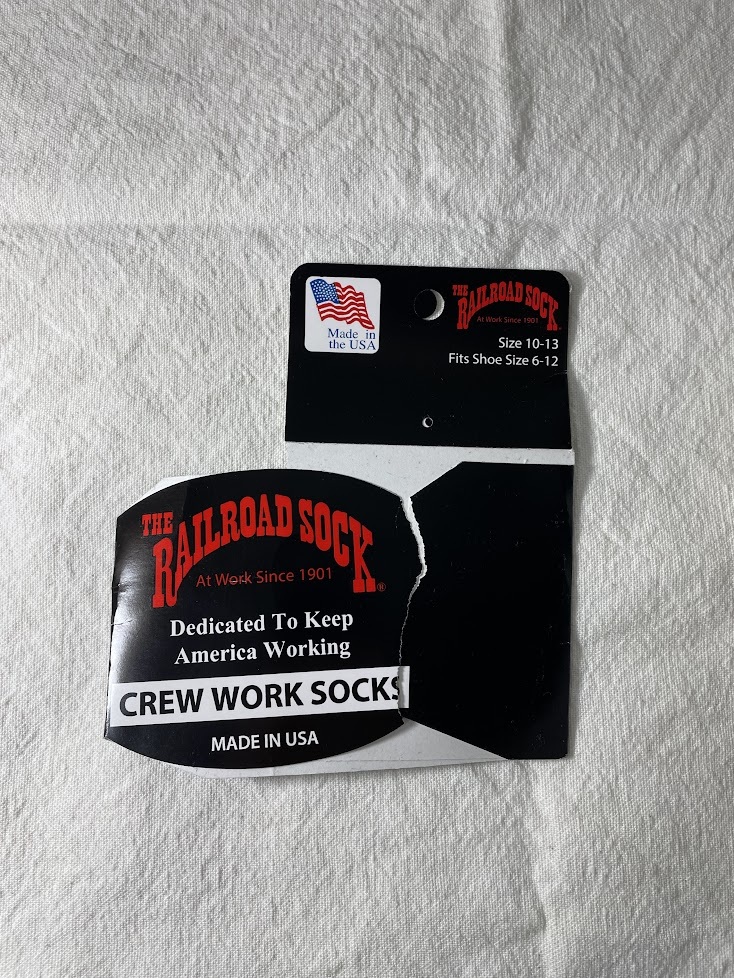 Made in
the USA
THE
RAILROAD SOCK
At Work Since 1901
Size 10-13
Fits Shoe Size 6-12
THE
RAILROAD SOCK®
At Work Since 1901
Dedicated To Keep
America Working
CREW WORK SOCKS
MADE IN USA